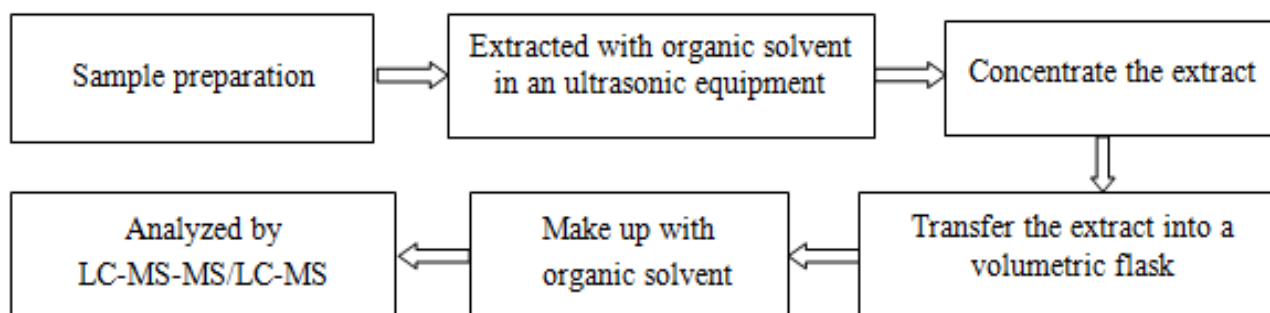 Sample preparation
Extracted with organic solvent
in an ultrasonic equipment
Concentrate the extract
Transfer the extract into a
volumetric flask
Make up with
organic solvent
Analyzed by
LC-MS-MS/LC-MS